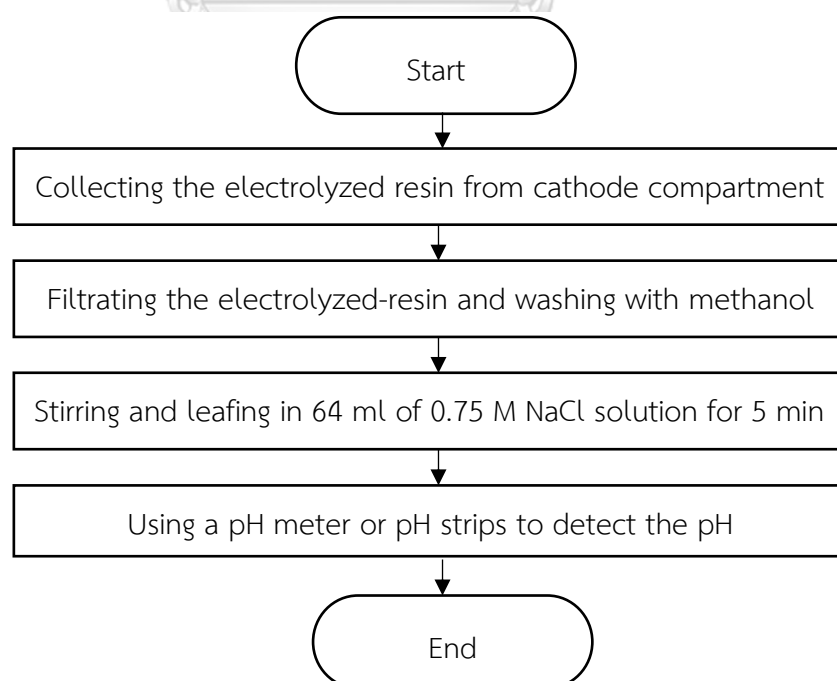 Start
Collecting the electrolyzed resin from cathode compartment
Filtrating the electrolyzed-resin and washing with methanol
Stirring and leafing in 64 ml of 0.75 M NaCl solution for 5 min
Using a pH meter or pH strips to detect the pH
End